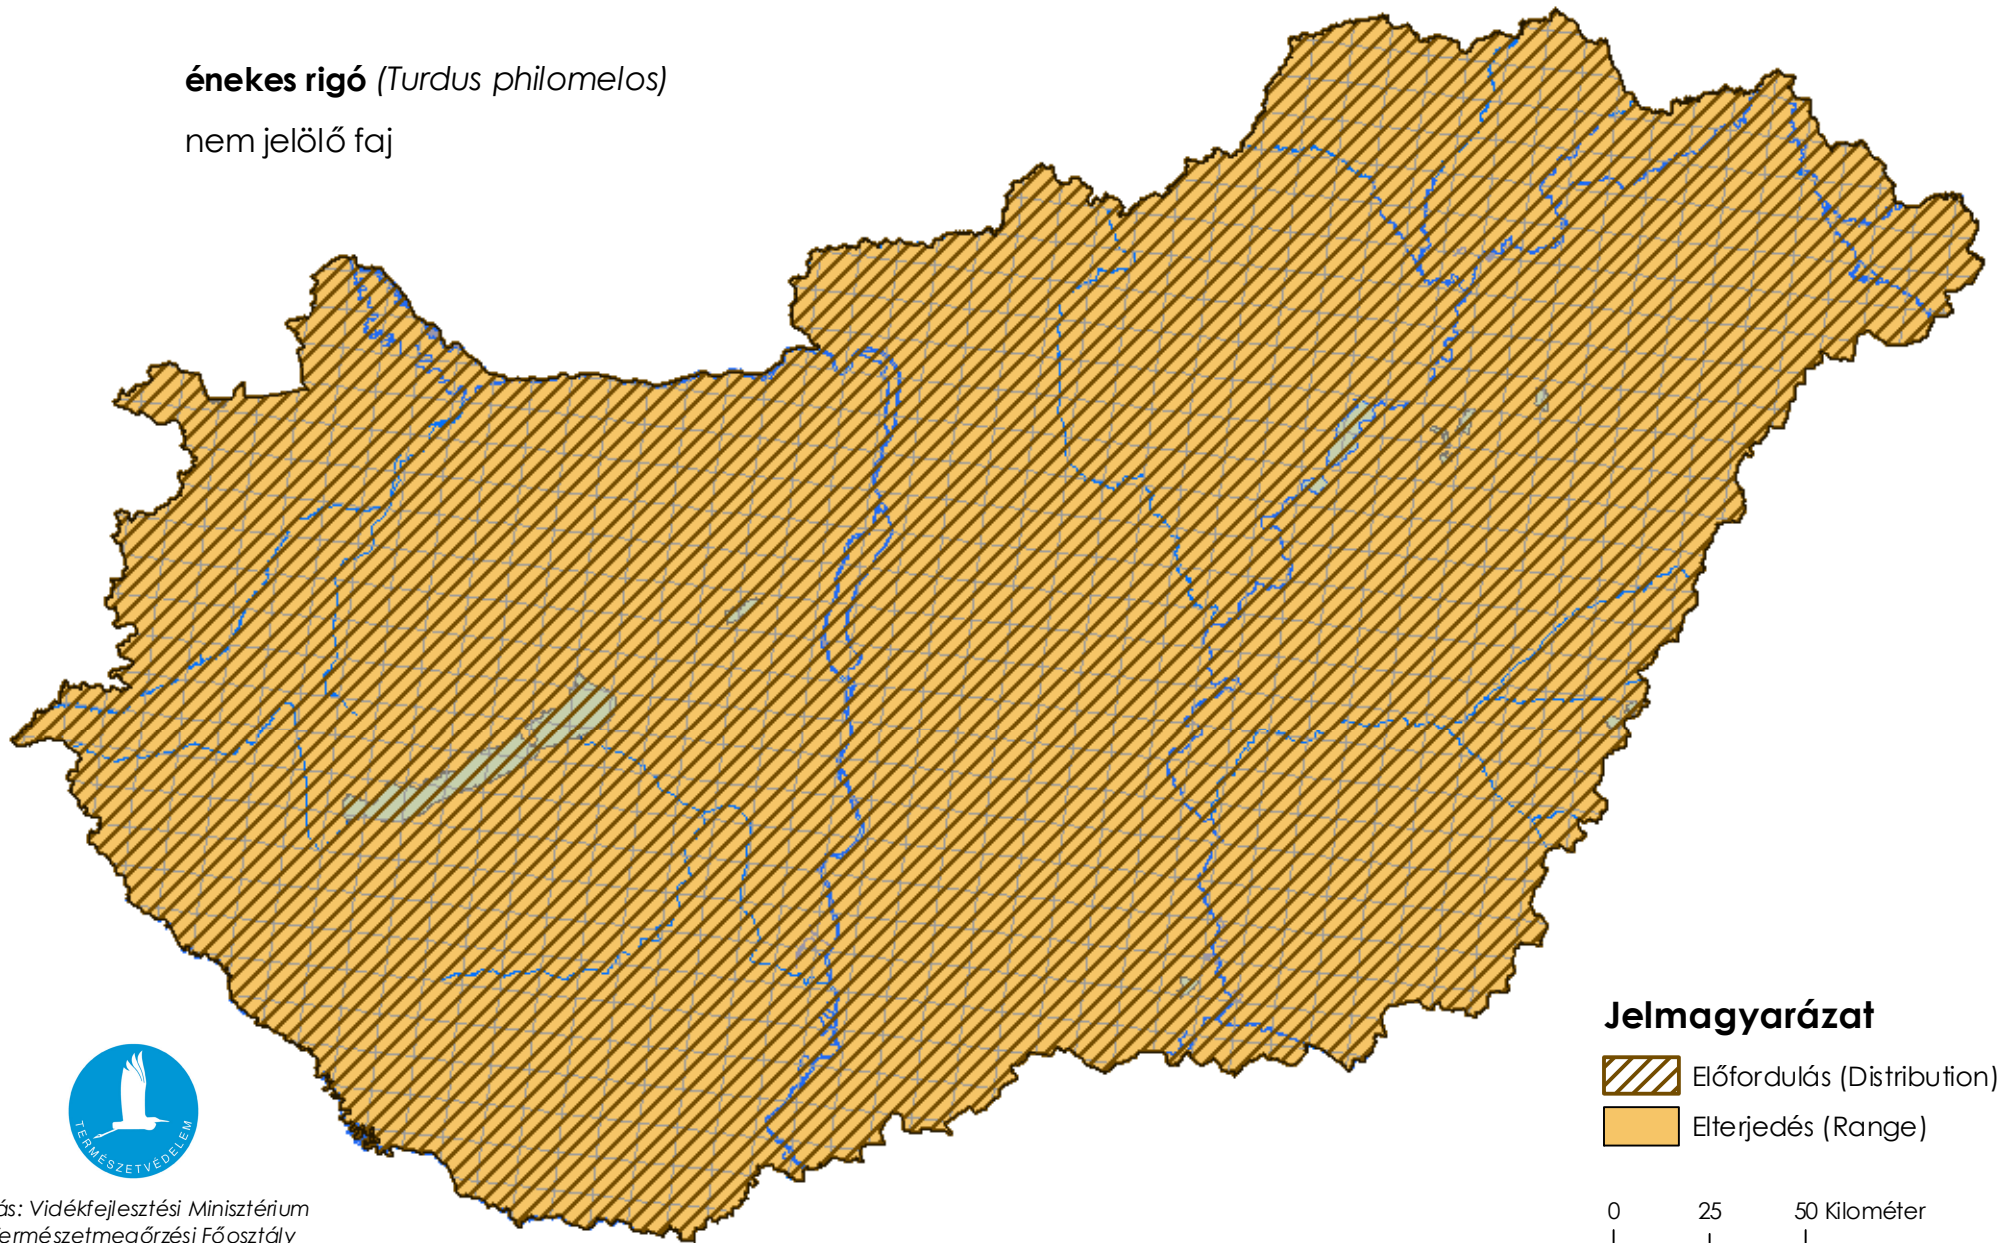 énekes rigó (Turdus philomelos)
nem jelölő faj
Jelmagyarázat
Előfordulás (Distribution)
Elterjedés (Range)
0 25 50 Kilométer
TERMÉSZETVÉDELEM
ás: Vidékfejlesztési Minisztérium
ermészetmegőrzési Főosztály